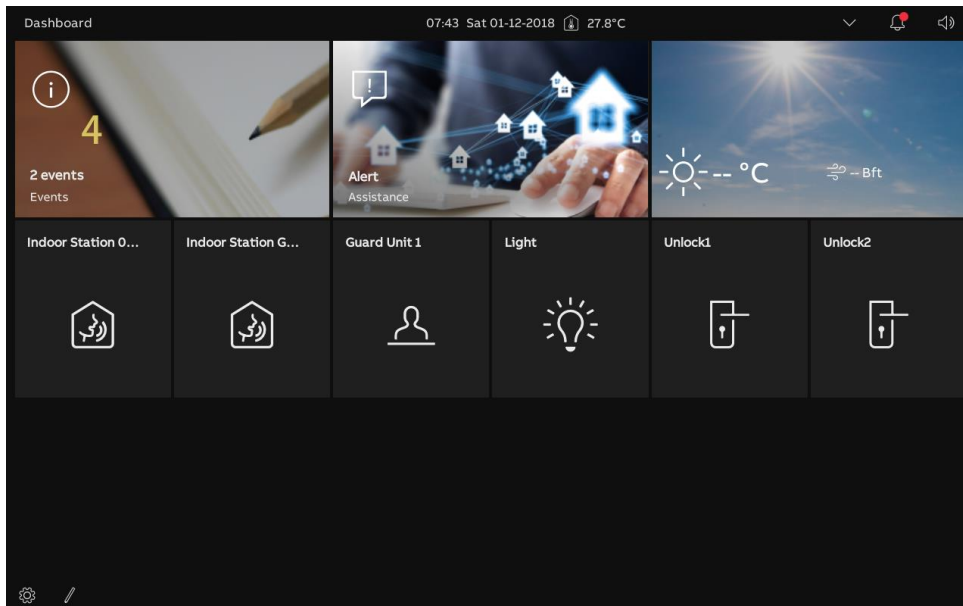 Dashboard
07:43 Sat 01-12-2018 27.8°C
4
2 events
Events
Alert
Assistance
-- °C
-- Bft
Indoor Station 0...
Indoor Station G...
Guard Unit 1
Light
Unlock1
Unlock2